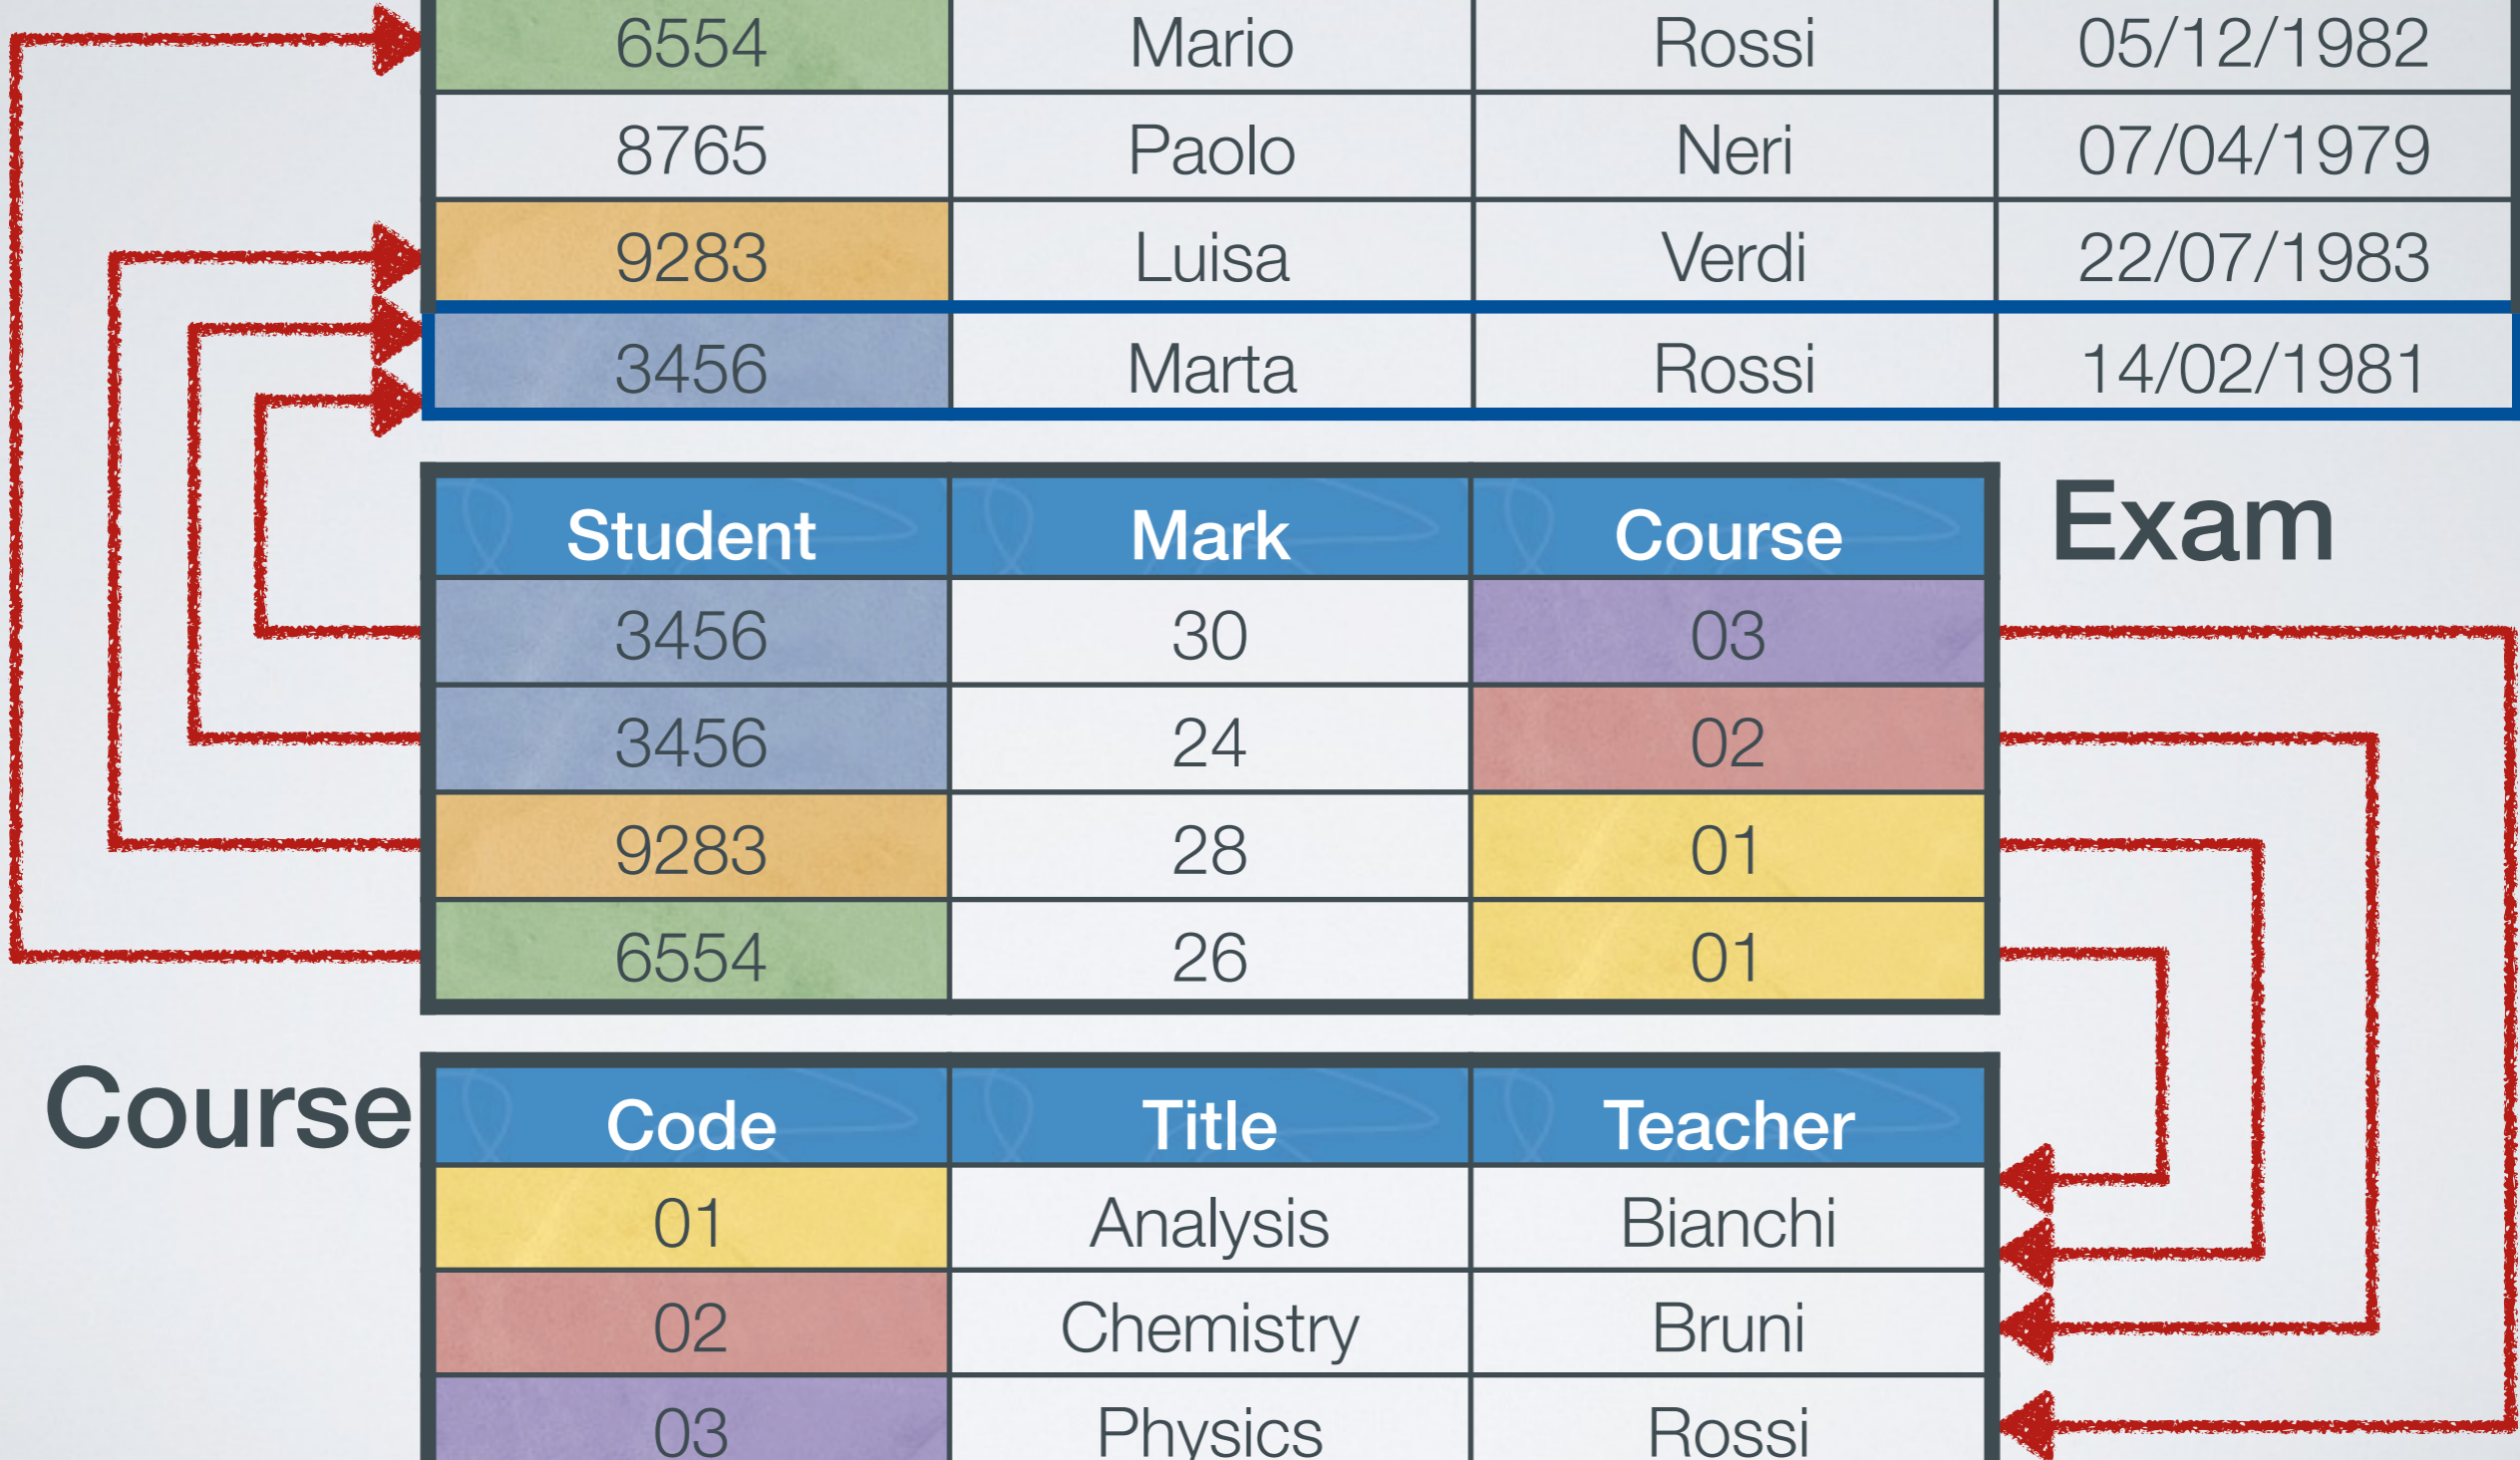 6554 Mario Rossi 05/12/1982
8765 Paolo Neri 07/04/1979
9283 Luisa Verdi 22/07/1983
3456 Marta Rossi 14/02/1981
Exam
Student Mark Course
3456 30 03
3456 24 02
9283 28 01
6554 26 01
Course
Code Title Teacher
01 Analysis Bianchi
02 Chemistry Bruni
03 Physics Rossi